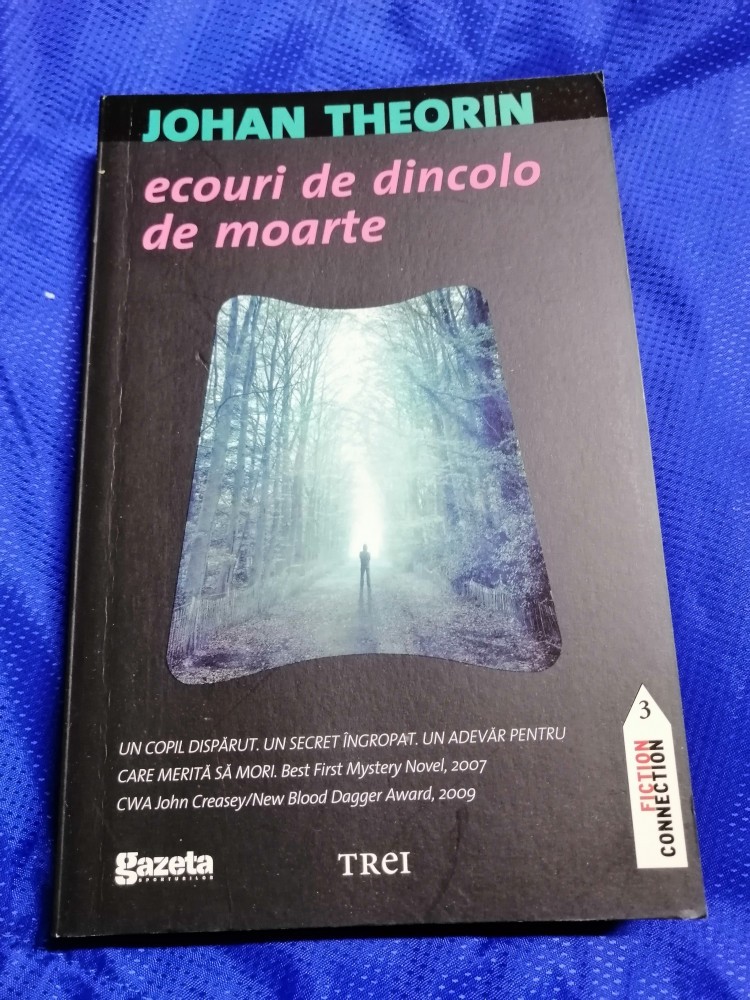 JOHAN THEORIN
ecouri de dincolo
de moarte
UN COPIL DISPĂRUT. UN SECRET ÎNGROPAT. UN ADEVĂR PENTRU
CARE MERITĂ SĂ MORI. Best First Mystery Novel, 2007
CWA John Creasey/New Blood Dagger Award, 2009
3
FICTION
CONNECTION
gazeta
SPORTURILOR
TREI